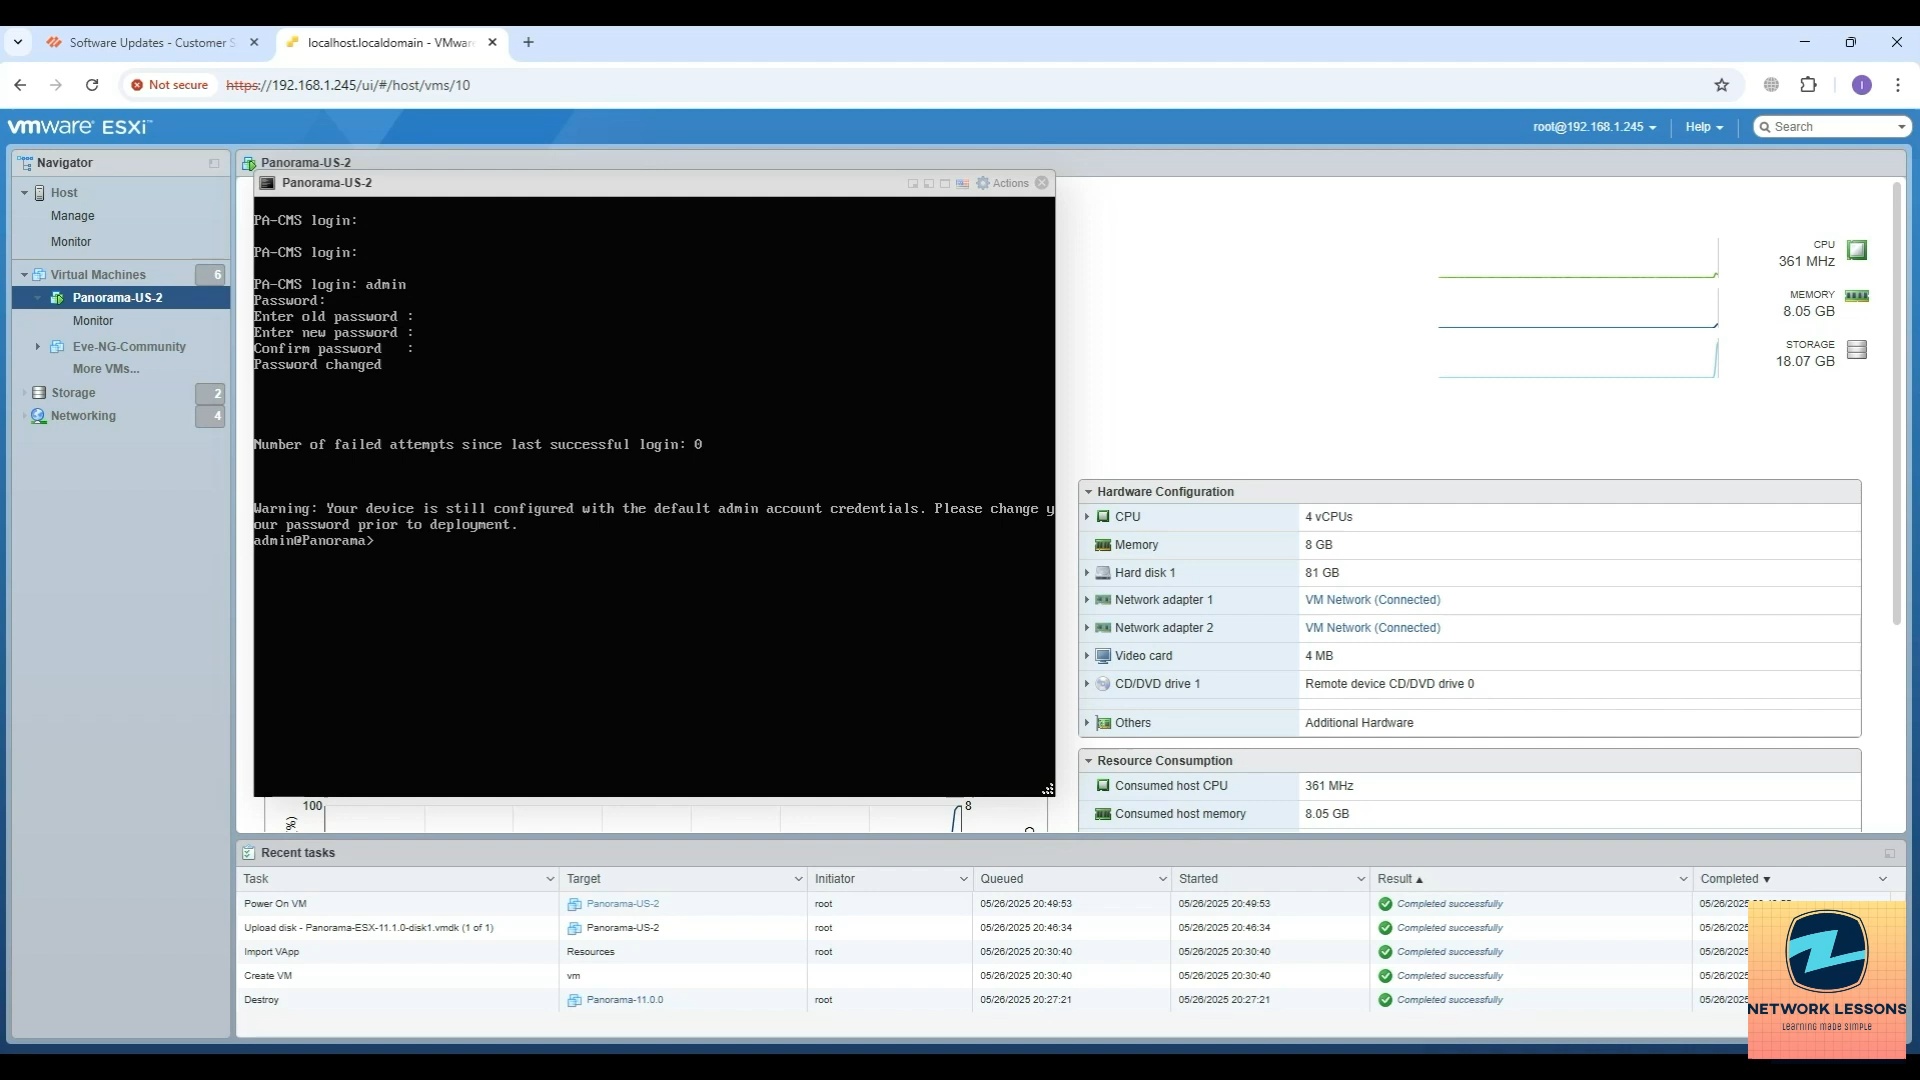 Software Updates - Customer S
localhost.localdomain - VMwar
Not secure
https://192.168.1.245/ui/#/host/vms/10
vmware ESXi™
root@192.168.1.245
Help
Search
Navigator
Host
Manage
Monitor
Virtual Machines
6
Panorama-US-2
Monitor
Eve-NG-Community
More VMs...
Storage
2
Networking
4
Panorama-US-2
Panorama-US-2
Actions
PA-CMS login:
PA-CMS login:
PA-CMS login: admin
Password:
Enter old password :
Enter new password :
Confirm password   :
Password changed
Number of failed attempts since last successful login: 0
Warning: Your device is still configured with the default admin account credentials. Please change y
our password prior to deployment.
admin@Panorama>
CPU
361 MHz
MEMORY
8.05 GB
STORAGE
18.07 GB
Hardware Configuration
CPU
4 vCPUs
Memory
8 GB
Hard disk 1
81 GB
Network adapter 1
VM Network (Connected)
Network adapter 2
VM Network (Connected)
Video card
4 MB
CD/DVD drive 1
Remote device CD/DVD drive 0
Others
Additional Hardware
Resource Consumption
Consumed host CPU
361 MHz
Consumed host memory
8.05 GB
100
8
Recent tasks
Task Target Initiator Queued Started Result Completed
Power On VM Panorama-US-2 root 05/26/2025 20:49:53 05/26/2025 20:49:53 Completed successfully
Upload disk - Panorama-ESX-11.1.0-disk1.vmdk (1 of 1) Panorama-US-2 root 05/26/2025 20:46:34 05/26/2025 20:46:34 Completed successfully 05/26/2025
Import VApp Resources root 05/26/2025 20:30:40 05/26/2025 20:30:40 Completed successfully 05/26/2025
Create VM vm 05/26/2025 20:30:40 05/26/2025 20:30:40 Completed successfully 05/26/2025
Destroy Panorama-11.0.0 root 05/26/2025 20:27:21 05/26/2025 20:27:21 Completed successfully 05/26/2025
NETWORK LESSONS
Learning made simple